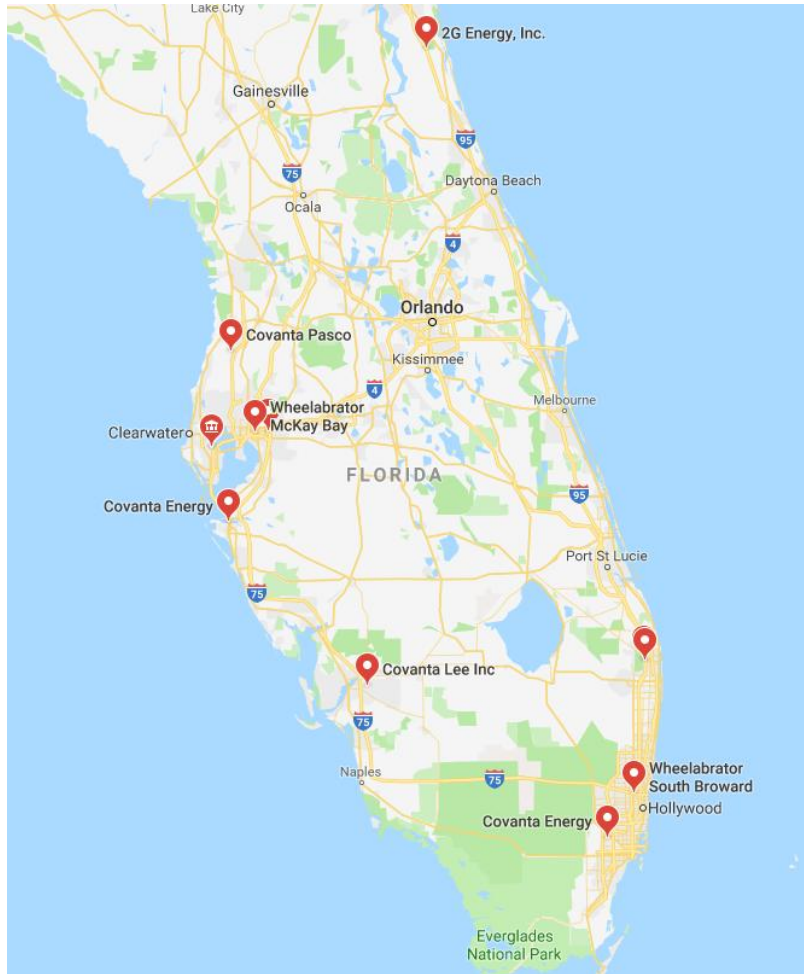 Lake City
2G Energy, Inc.
Gainesville
95
75
Daytona Beach
Ocala
4
Orlando
Covanta Pasco
Kissimmee
4
Melbourne
Wheelabrator
McKay Bay
Clearwater
FLORIDA
95
Covanta Energy
Port St Lucie
75
Covanta Lee Inc
75
Naples
75
Wheelabrator
South Broward
Hollywood
Covanta Energy
Everglades
National Park